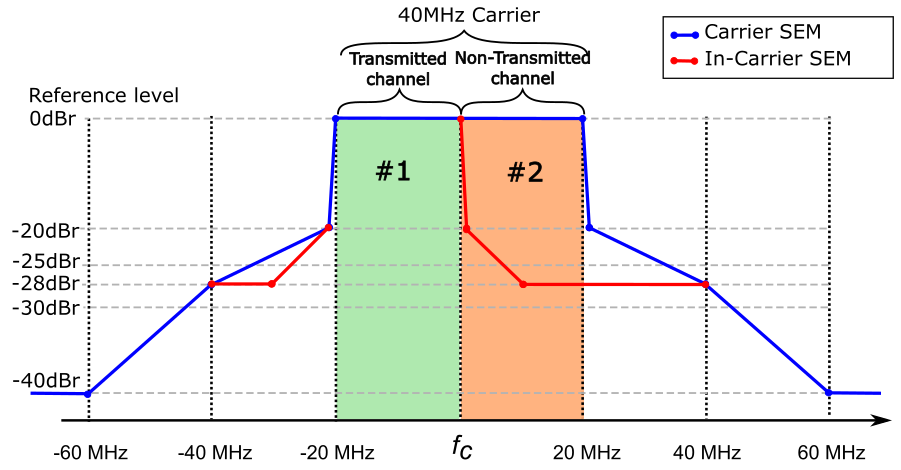 40MHz Carrier
Carrier SEM
In-Carrier SEM
Transmitted
channel
Non-Transmitted
channel
Reference level
0dBr
#1
#2
-20dBr
-25dBr
-28dBr
-30dBr
-40dBr
-60 MHz
-40 MHz
-20 MHz
fc
20 MHz
40 MHz
60 MHz